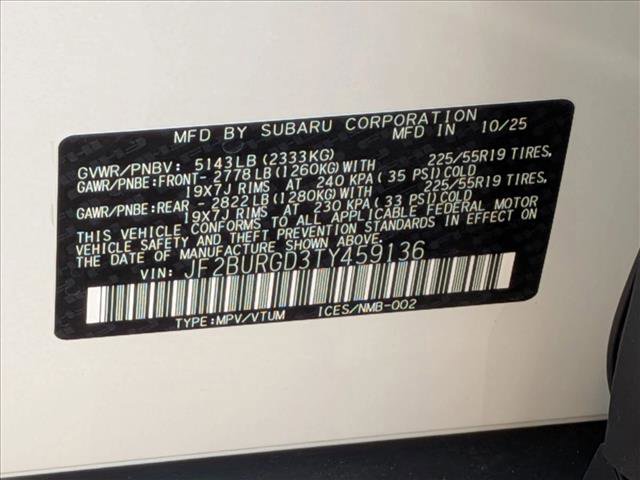 MFD BY SUBARU CORPORATION
MFD IN 10/25
GVWR/PNBV: 5143LB(2333KG)
GAWR/PNBE:FRONT-2778LB(1260KG)WITH 225/55R19 TIRES,
19X7J RIMS AT 240 KPA(35 PSI)COLD
GAWR/PNBE:REAR -2822LB(1280KG)WITH 225/55R19 TIRES,
19X7J RIMS AT 230 KPA(33 PSI)COLD
THIS VEHICLE CONFORMS TO ALL APPLICABLE FEDERAL MOTOR
VEHICLE SAFETY AND THEFT PREVENTION STANDARDS IN EFFECT ON
THE DATE OF MANUFACTURE SHOWN ABOVE.
VIN: JF2BURGD3TY459136
TYPE:MPV/VTUM ICES/NMB-002